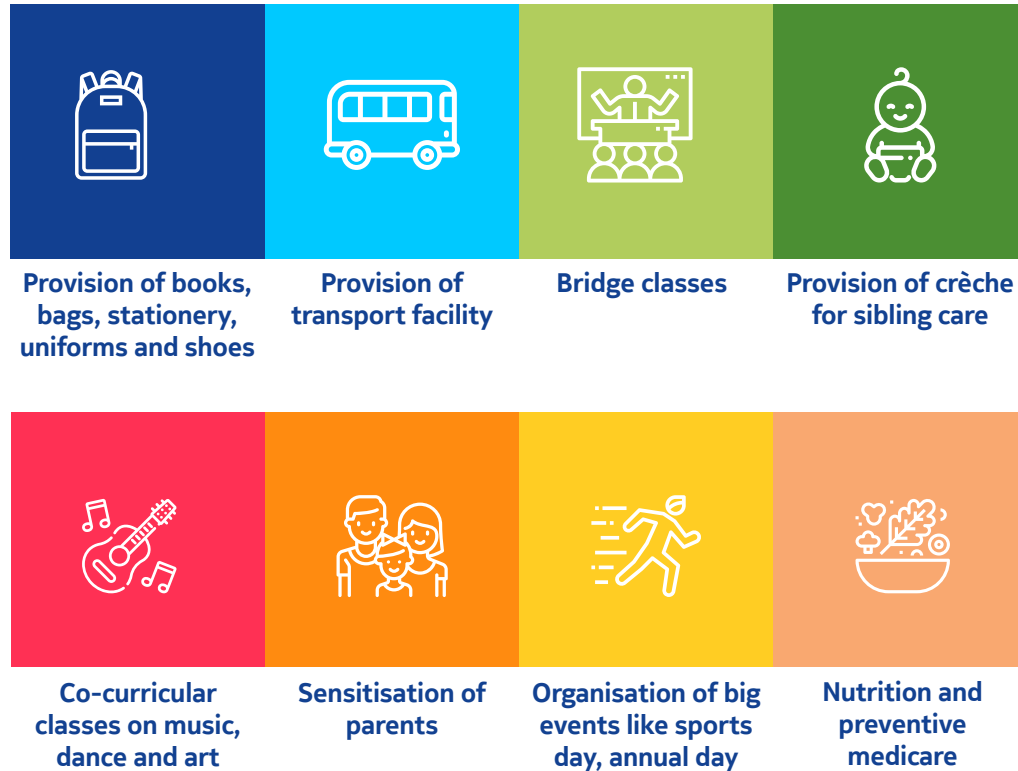 Provision of books,
bags, stationery,
uniforms and shoes
Provision of
transport facility
Bridge classes
Provision of crèche
for sibling care
Co-curricular
classes on music,
dance and art
Sensitisation of
parents
Organisation of big
events like sports
day, annual day
Nutrition and
preventive
medicare